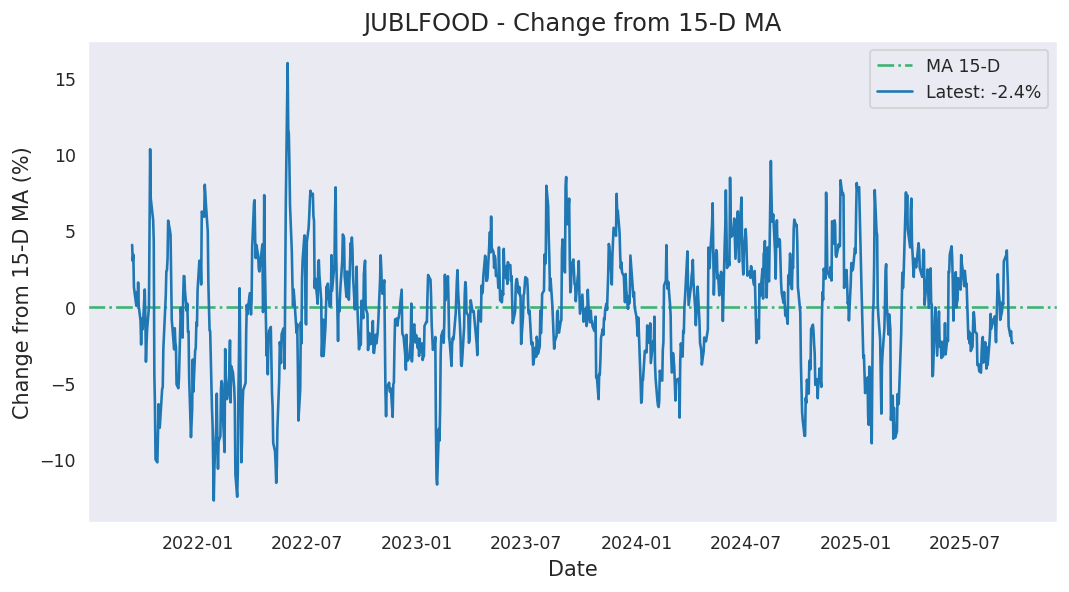 JUBLFOOD - Change from 15-D MA
MA 15-D
Latest: -2.4%
Change from 15-D MA (%)
15
10
5
0
−5
−10
2022-01
2022-07
2023-01
2023-07
2024-01
2024-07
2025-01
2025-07
Date